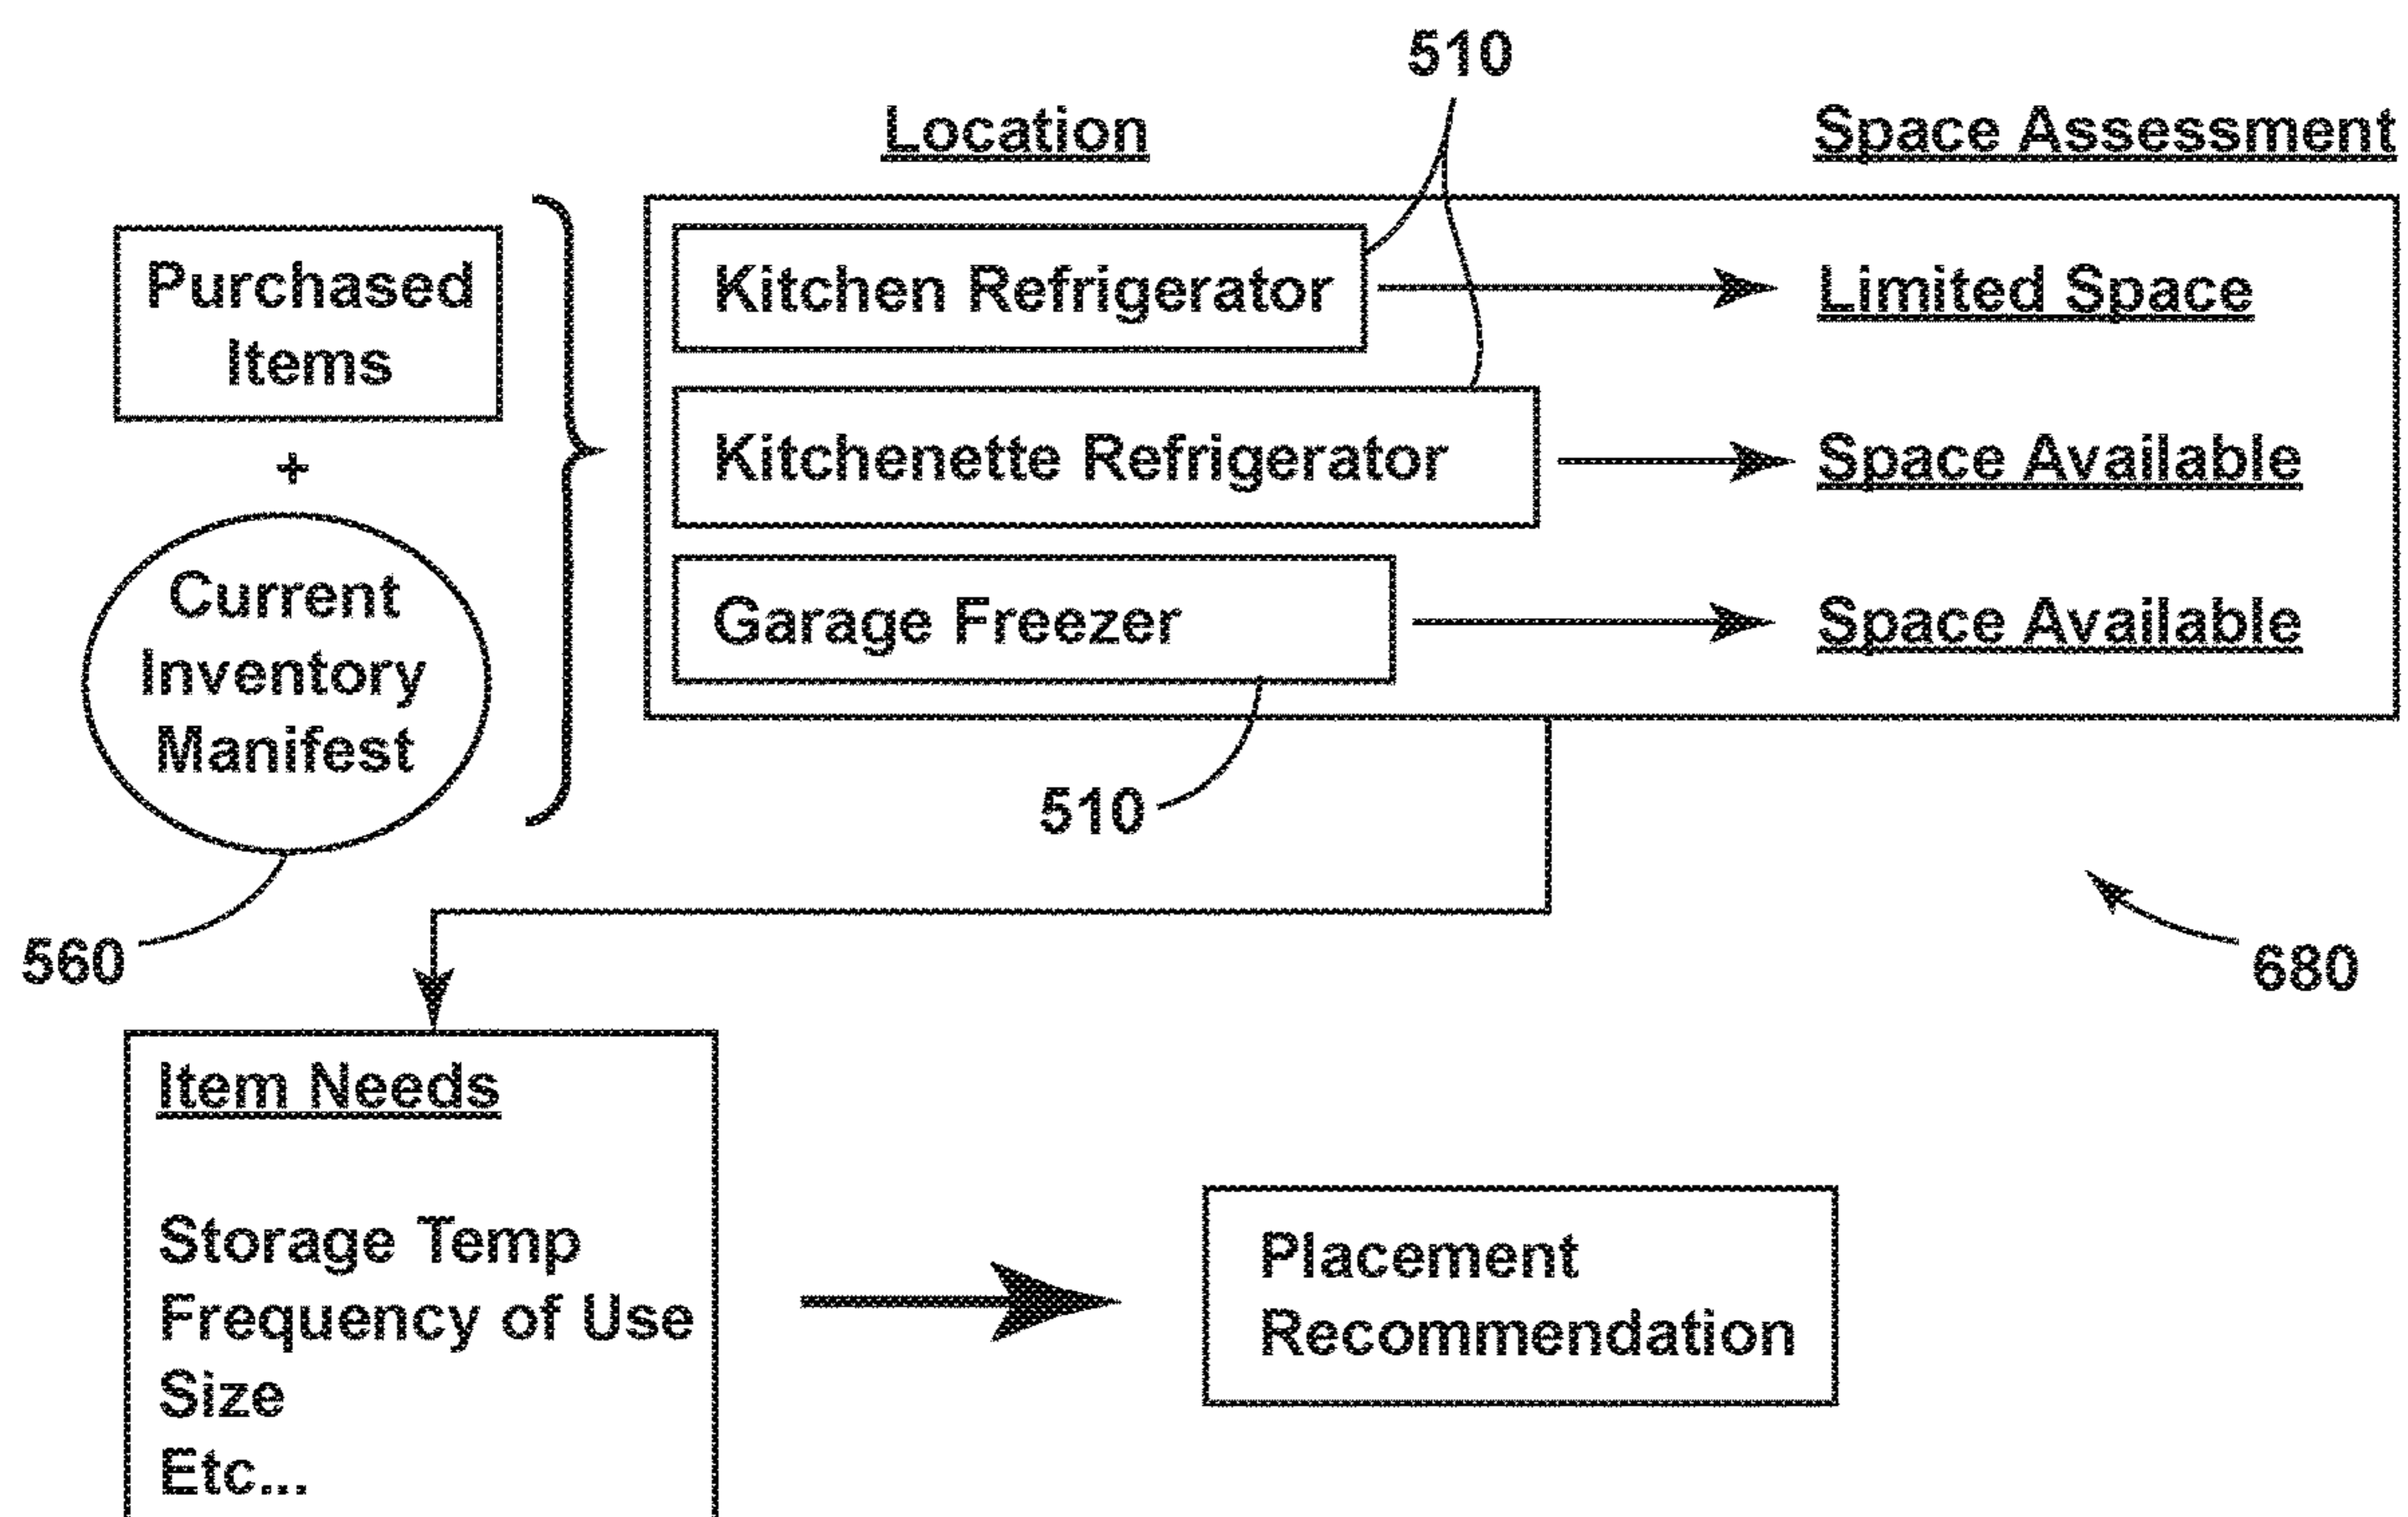 510
Location
Space Assessment
Purchased
Items
+
Current
Inventory
Manifest
560
Kitchen Refrigerator
Limited Space
Kitchenette Refrigerator
Space Available
Garage Freezer
Space Available
510
680
Item Needs
Storage Temp
Frequency of Use
Size
Etc...
Placement
Recommendation